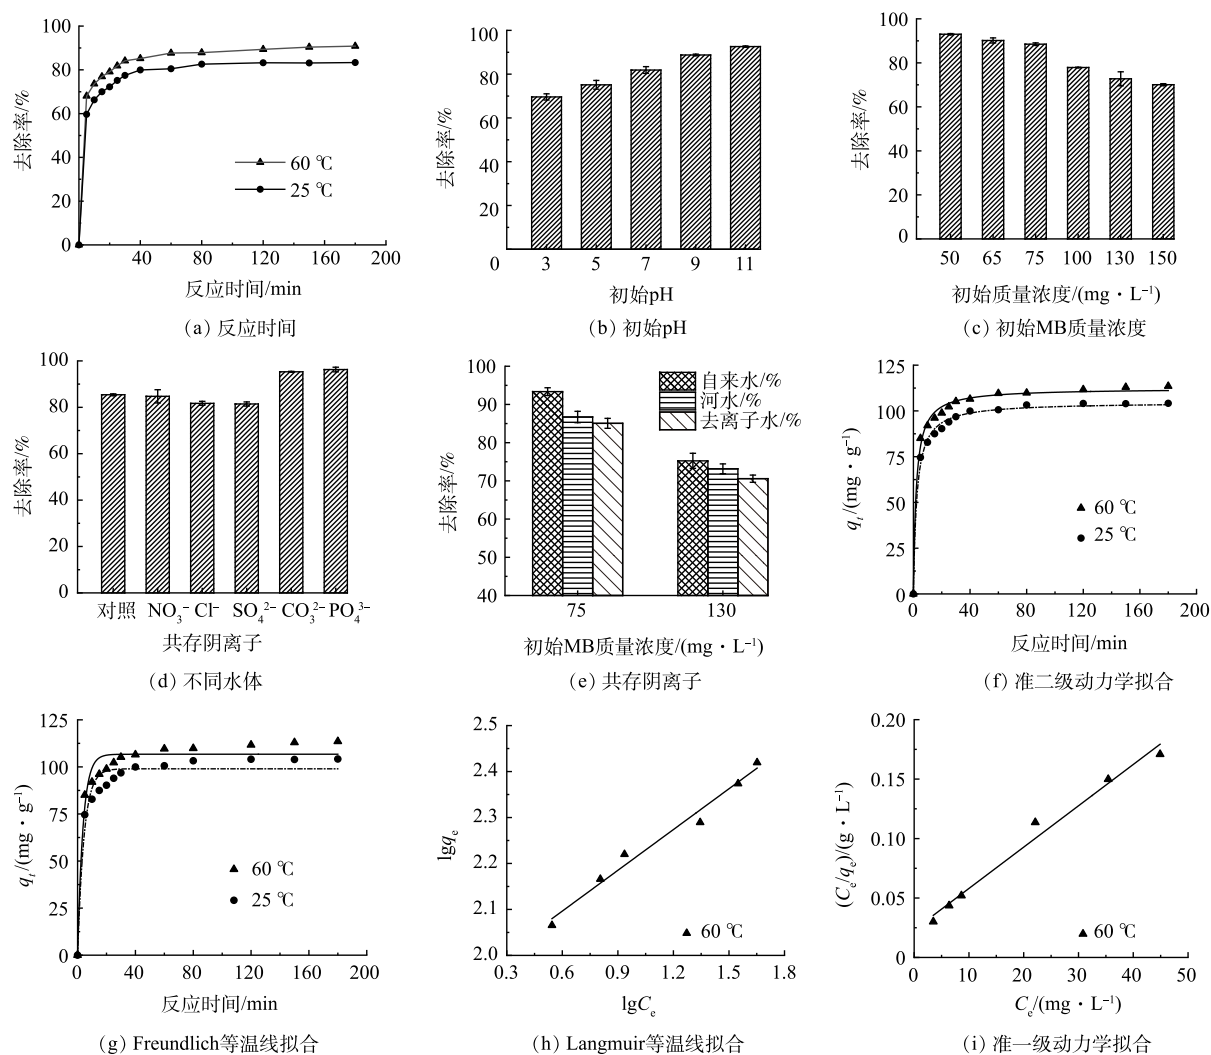 100
80
60
40
20
0
去除率/%
60 ℃
25 ℃
0 40 80 120 160 200
反应时间/min
(a) 反应时间
100
80
60
40
20
0
去除率/%
3 5 7 9 11
初始pH
(b) 初始pH
100
80
60
40
20
0
去除率/%
50 65 75 100 130 150
初始质量浓度/(mg·L⁻¹)
(c) 初始MB质量浓度
100
80
60
40
20
0
去除率/%
对照 NO₃⁻ Cl⁻ SO₄²⁻ CO₃²⁻ PO₄³⁻
共存阴离子
(d) 不同水体
100
90
80
70
60
50
40
去除率/%
自来水/%
河水/%
去离子水/%
75 130
初始MB质量浓度/(mg·L⁻¹)
(e) 共存阴离子
125
100
75
50
25
0
qₜ/(mg·g⁻¹)
60 ℃
25 ℃
0 40 80 120 160 200
反应时间/min
(f) 准二级动力学拟合
125
100
75
50
25
0
qₜ/(mg·g⁻¹)
60 ℃
25 ℃
0 40 80 120 160 200
反应时间/min
(g) Freundlich等温线拟合
2.5
2.4
2.3
2.2
2.1
2.0
lgqₑ
60 ℃
0.3 0.6 0.9 1.2 1.5 1.8
lgCₑ
(h) Langmuir等温线拟合
0.20
0.15
0.10
0.05
0
(Cₑ/qₑ)/(g·L⁻¹)
60 ℃
0 10 20 30 40 50
Cₑ/(mg·L⁻¹)
(i) 准一级动力学拟合